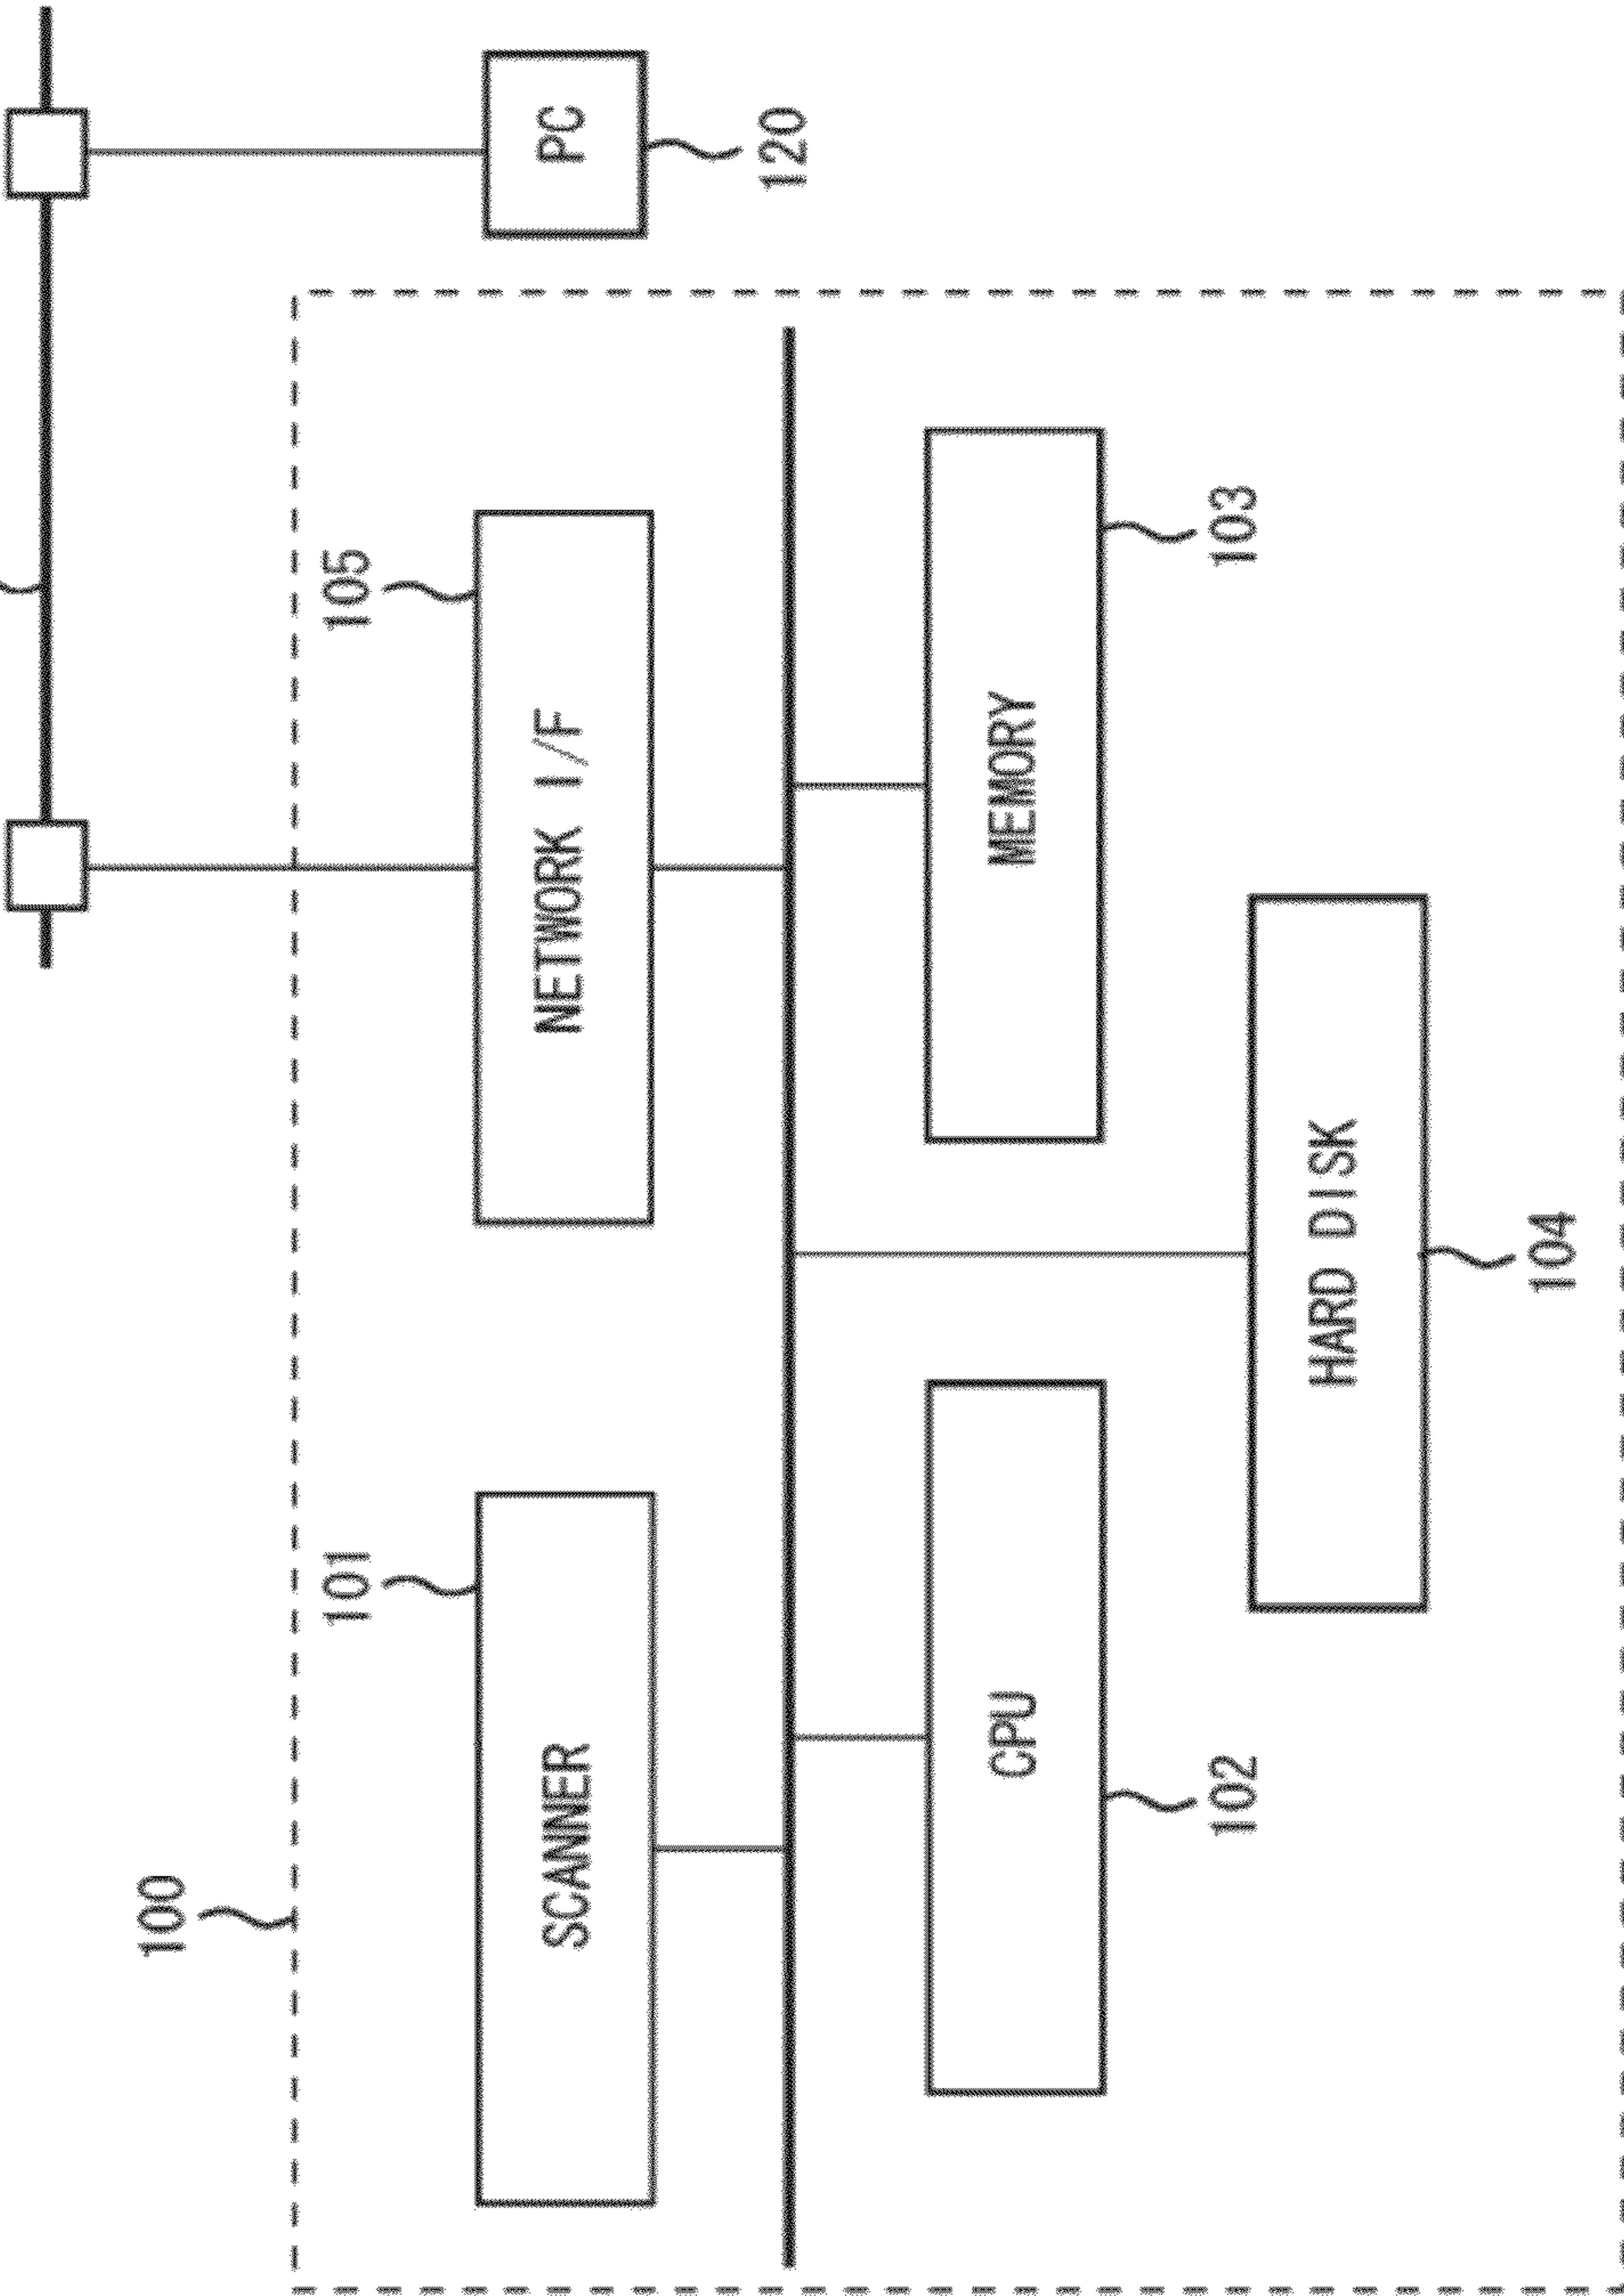 100
SCANNER
101
NETWORK I/F
105
PC
120
CPU
102
MEMORY
103
HARD DISK
104